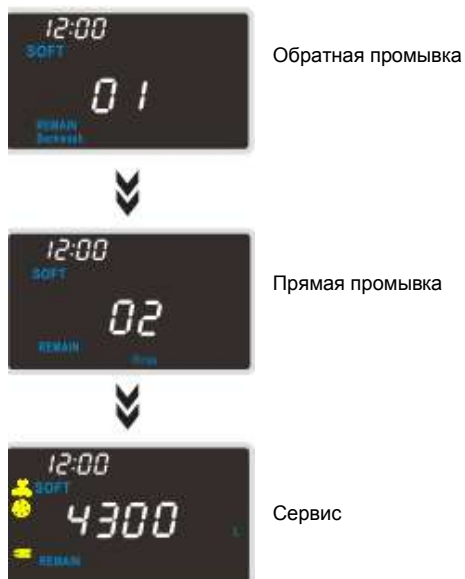 12:00
SOFT
01
Обратная промывка
REMAIN
Backwash
12:00
SOFT
02
Прямая промывка
REMAIN
12:00
SOFT
4300
L
Сервис
REMAIN